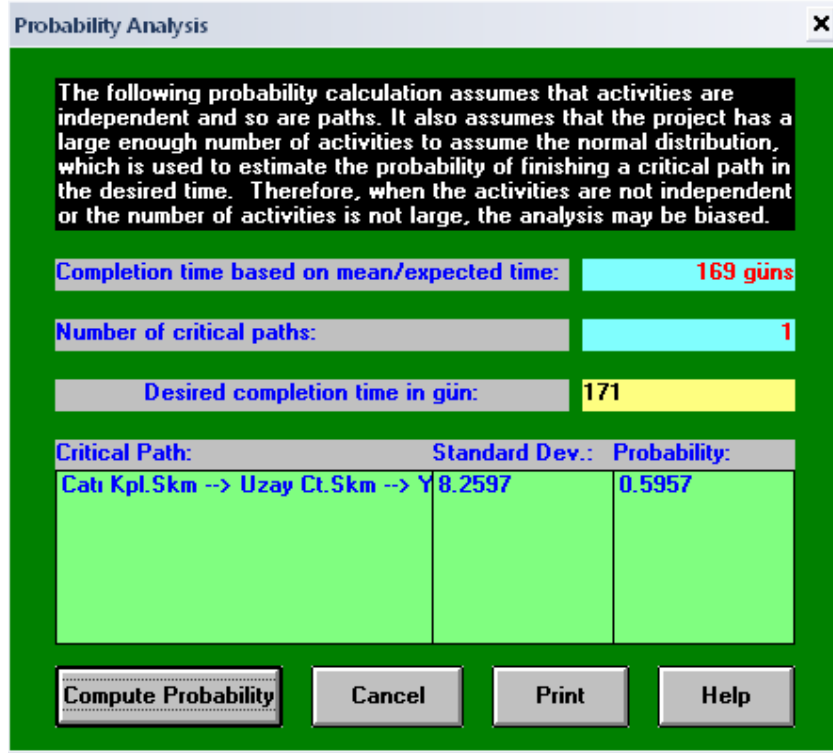 Probability Analysis
The following probability calculation assumes that activities are
independent and so are paths. It also assumes that the project has a
large enough number of activities to assume the normal distribution,
which is used to estimate the probability of finishing a critical path in
the desired time.  Therefore, when the activities are not independent
or the number of activities is not large, the analysis may be biased.
Completion time based on mean/expected time: 169 güns
Number of critical paths: 1
Desired completion time in gün: 171
Critical Path: Standard Dev.: Probability:
Catı Kpl.Skm --> Uzay Ct.Skm --> Y 8.2597 0.5957
Compute Probability Cancel Print Help